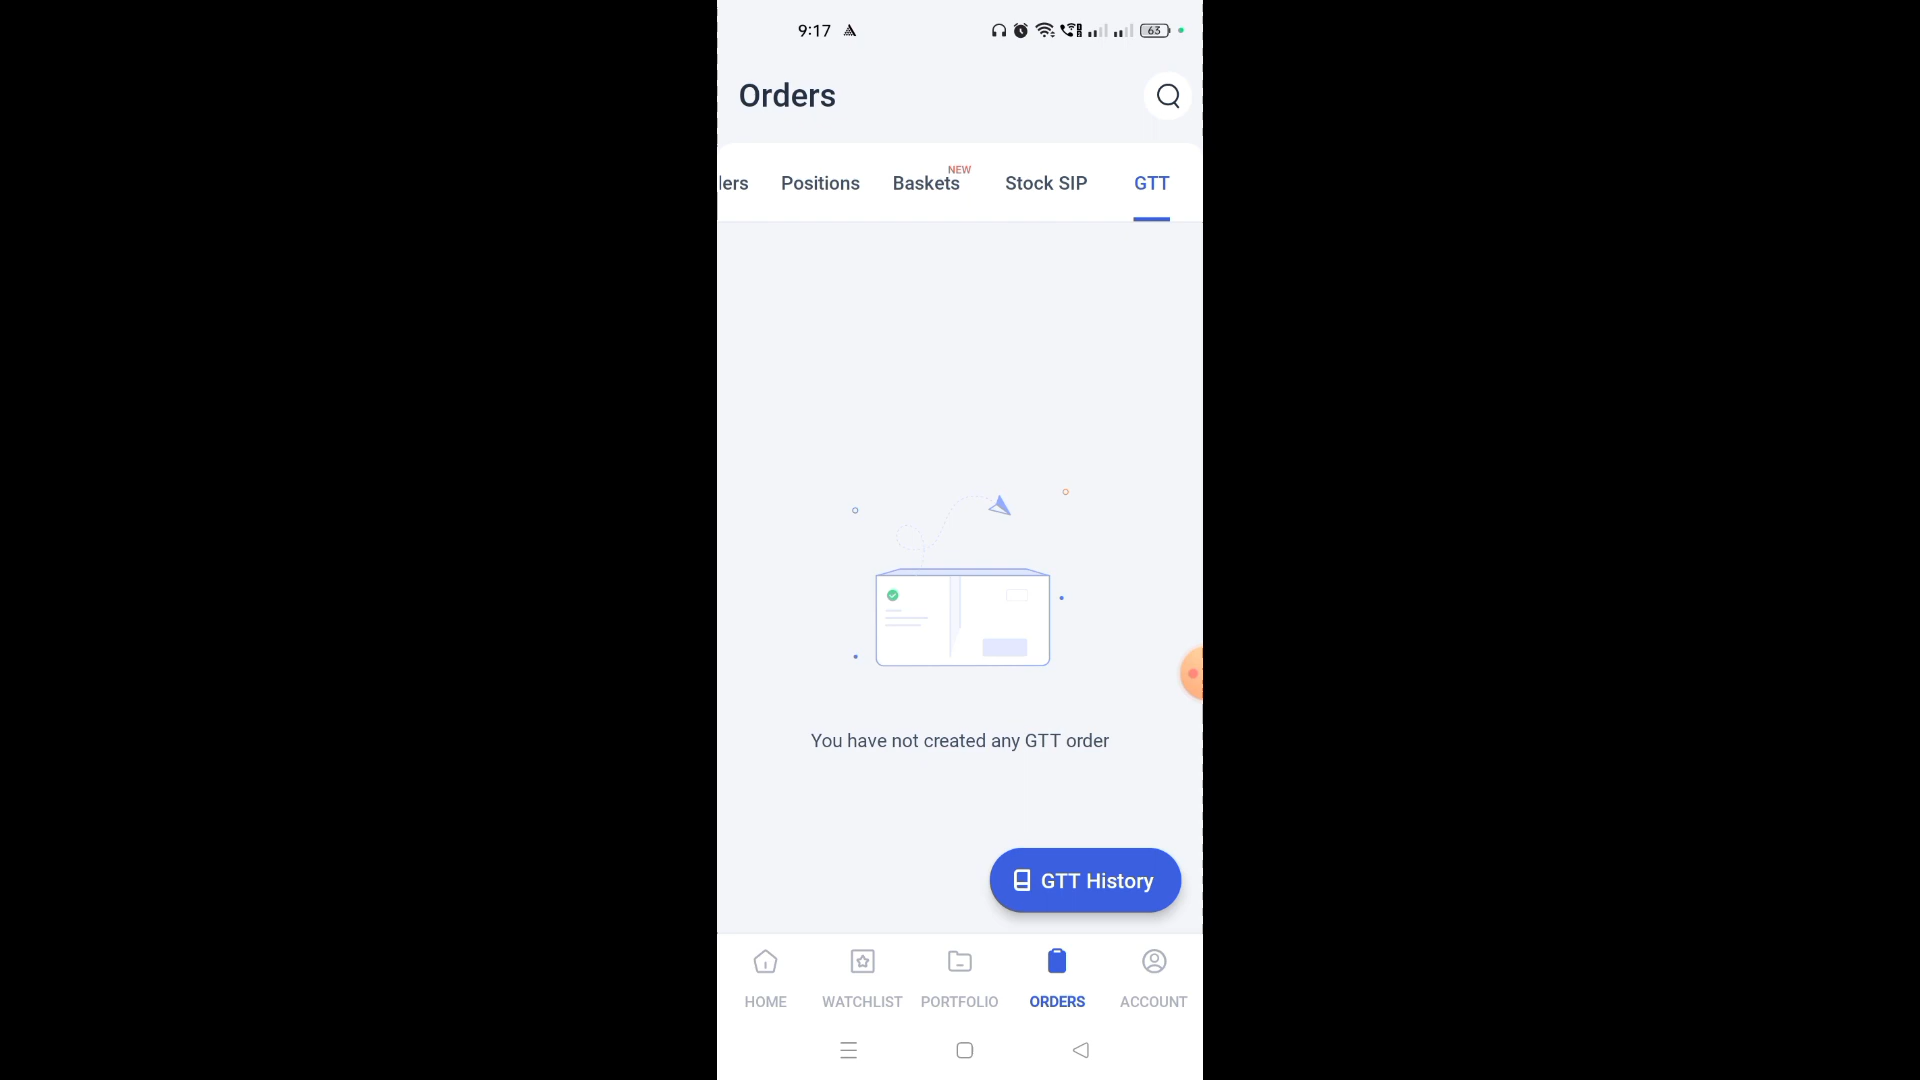 9:17
63
Orders
lers Positions Baskets NEW Stock SIP GTT
You have not created any GTT order
GTT History
HOME WATCHLIST PORTFOLIO ORDERS ACCOUNT